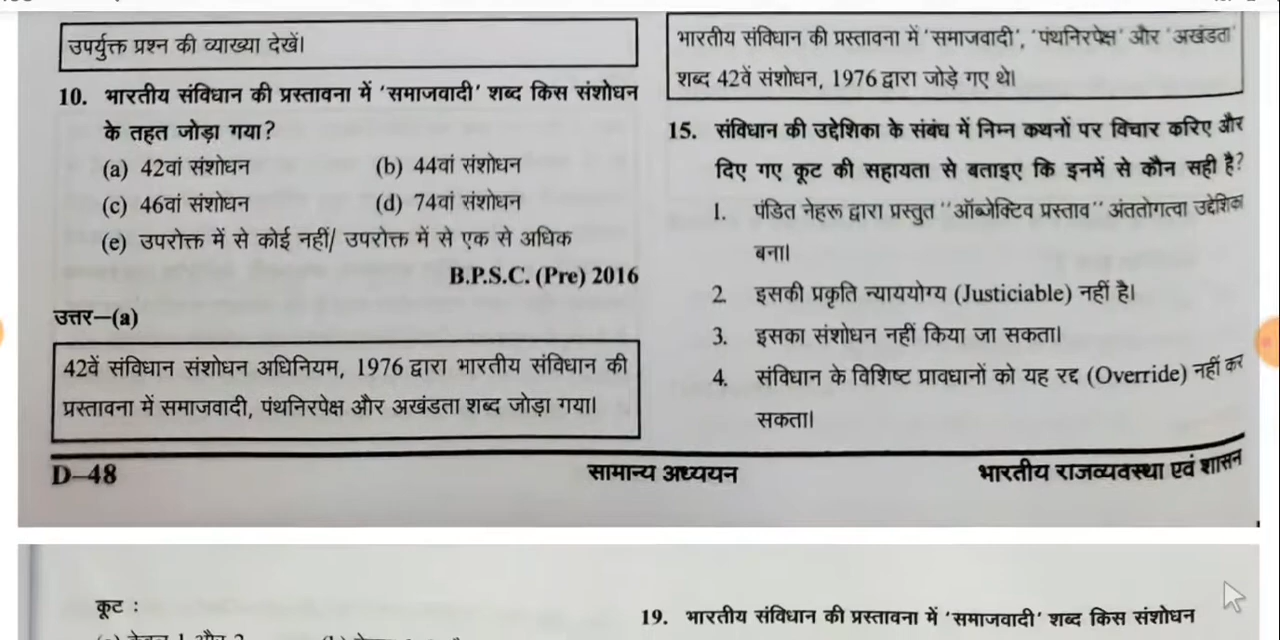 उपर्युक्त प्रश्न की व्याख्या देखें।
10. भारतीय संविधान की प्रस्तावना में 'समाजवादी' शब्द किस संशोधन
के तहत जोड़ा गया?
(a) 42वां संशोधन (b) 44वां संशोधन
(c) 46वां संशोधन (d) 74वां संशोधन
(e) उपरोक्त में से कोई नहीं/ उपरोक्त में से एक से अधिक
B.P.S.C. (Pre) 2016
उत्तर–(a)
42वें संविधान संशोधन अधिनियम, 1976 द्वारा भारतीय संविधान की
प्रस्तावना में समाजवादी, पंथनिरपेक्ष और अखंडता शब्द जोड़ा गया।
भारतीय संविधान की प्रस्तावना में 'समाजवादी', 'पंथनिरपेक्ष' और 'अखंडता'
शब्द 42वें संशोधन, 1976 द्वारा जोड़े गए थे।
15. संविधान की उद्देशिका के संबंध में निम्न कथनों पर विचार करिए और
दिए गए कूट की सहायता से बताइए कि इनमें से कौन सही है?
1. पंडित नेहरू द्वारा प्रस्तुत ''ऑब्जेक्टिव प्रस्ताव'' अंततोगत्वा उद्देशिका
बना।
2. इसकी प्रकृति न्याययोग्य (Justiciable) नहीं है।
3. इसका संशोधन नहीं किया जा सकता।
4. संविधान के विशिष्ट प्रावधानों को यह रद्द (Override) नहीं कर
सकता।
D–48 सामान्य अध्ययन भारतीय राजव्यवस्था एवं शासन
कूट :
19. भारतीय संविधान की प्रस्तावना में 'समाजवादी' शब्द किस संशोधन